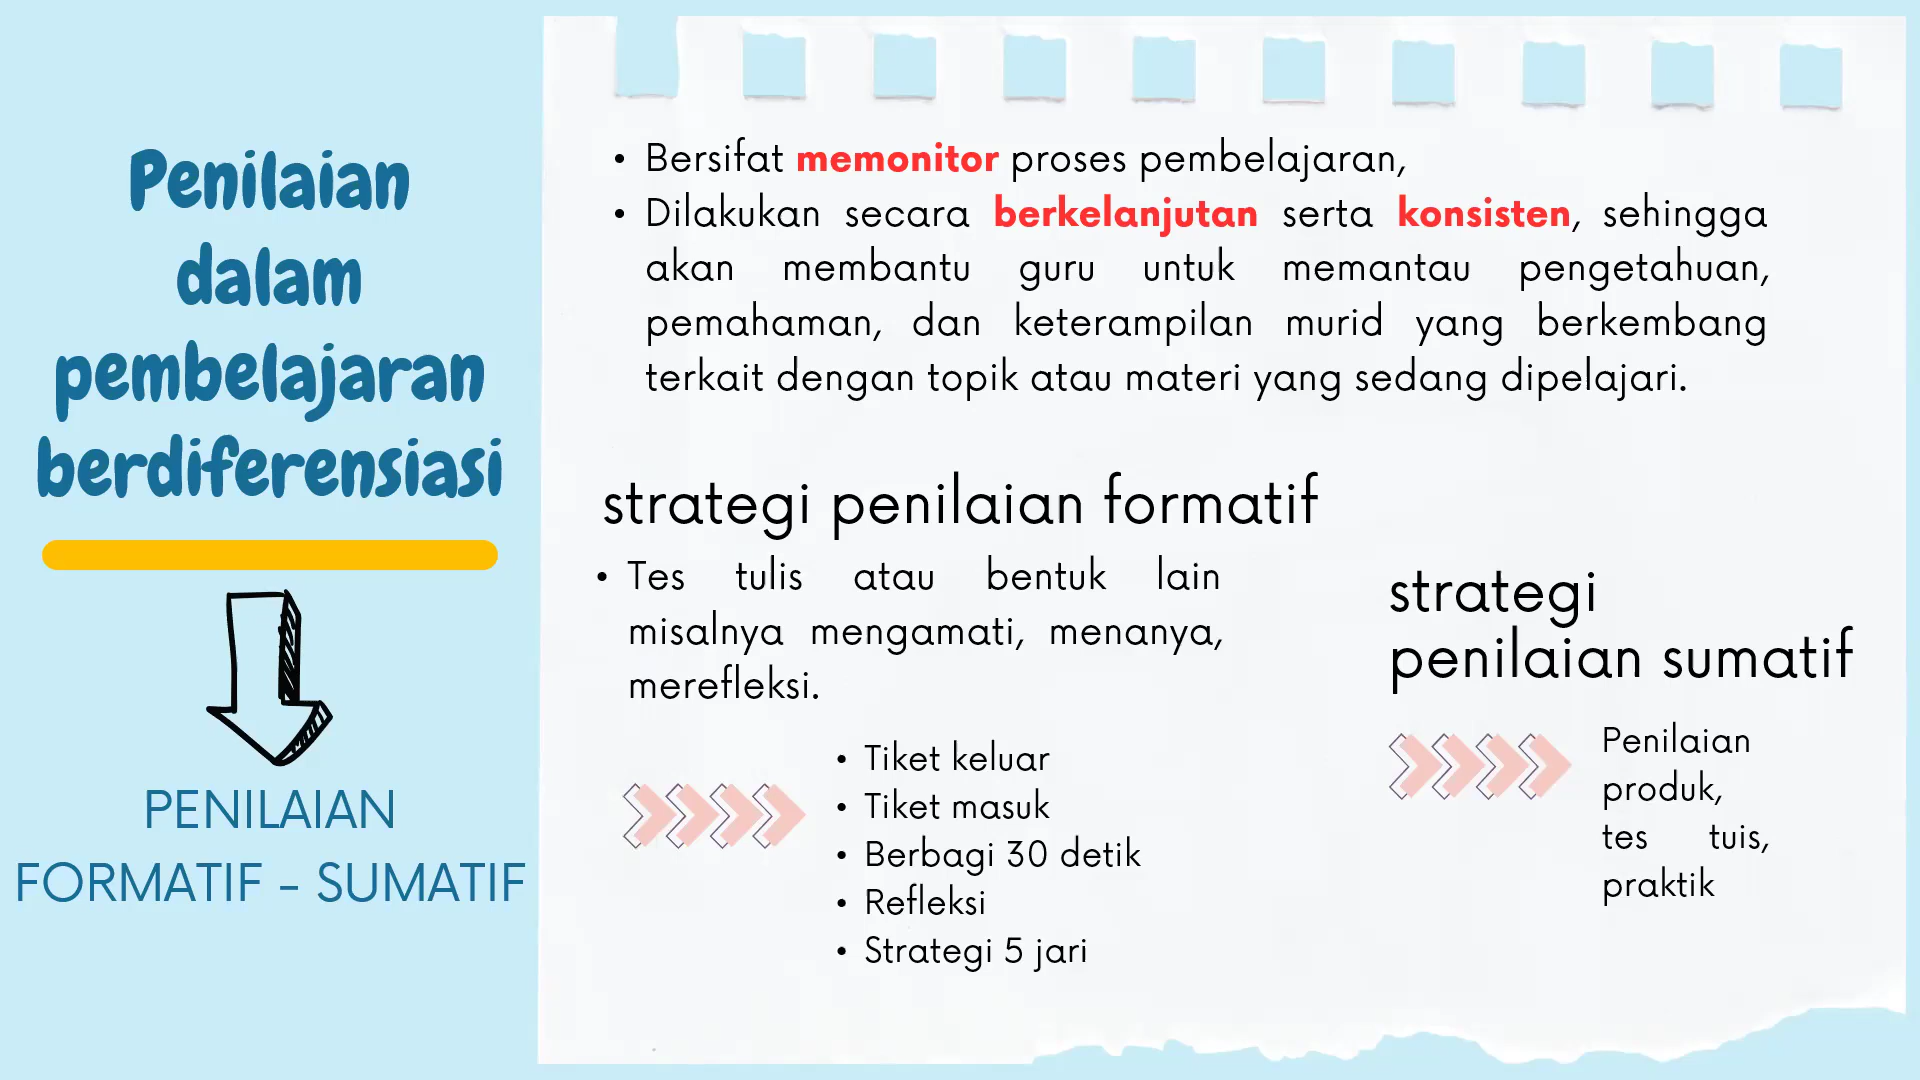 Penilaian
dalam
pembelajaran
berdiferensiasi
PENILAIAN
FORMATIF - SUMATIF
• Bersifat memonitor proses pembelajaran,
• Dilakukan secara berkelanjutan serta konsisten, sehingga
akan membantu guru untuk memantau pengetahuan,
pemahaman, dan keterampilan murid yang berkembang
terkait dengan topik atau materi yang sedang dipelajari.
strategi penilaian formatif
• Tes tulis atau bentuk lain
misalnya mengamati, menanya,
merefleksi.
• Tiket keluar
• Tiket masuk
• Berbagi 30 detik
• Refleksi
• Strategi 5 jari
strategi
penilaian sumatif
Penilaian
produk,
tes tuis,
praktik